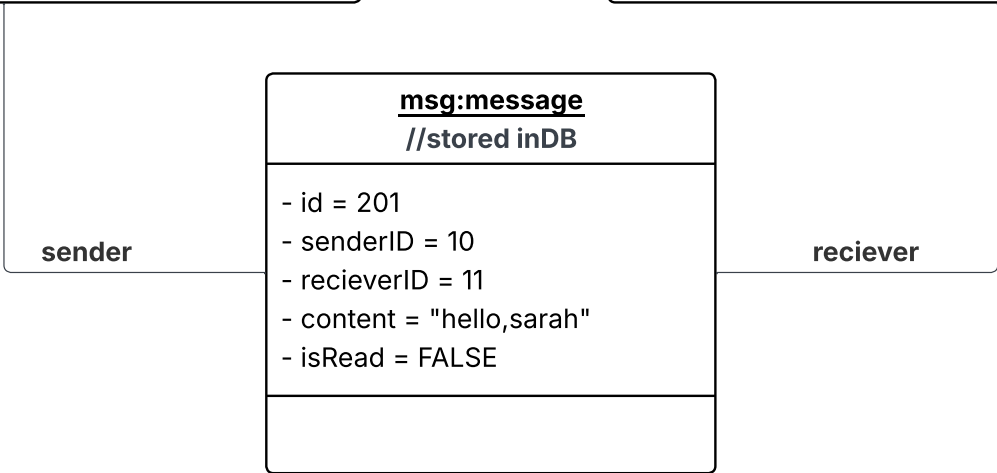 msg:message
//stored inDB
- id = 201
- senderID = 10
- recieverID = 11
- content = "hello,sarah"
- isRead = FALSE
sender
reciever